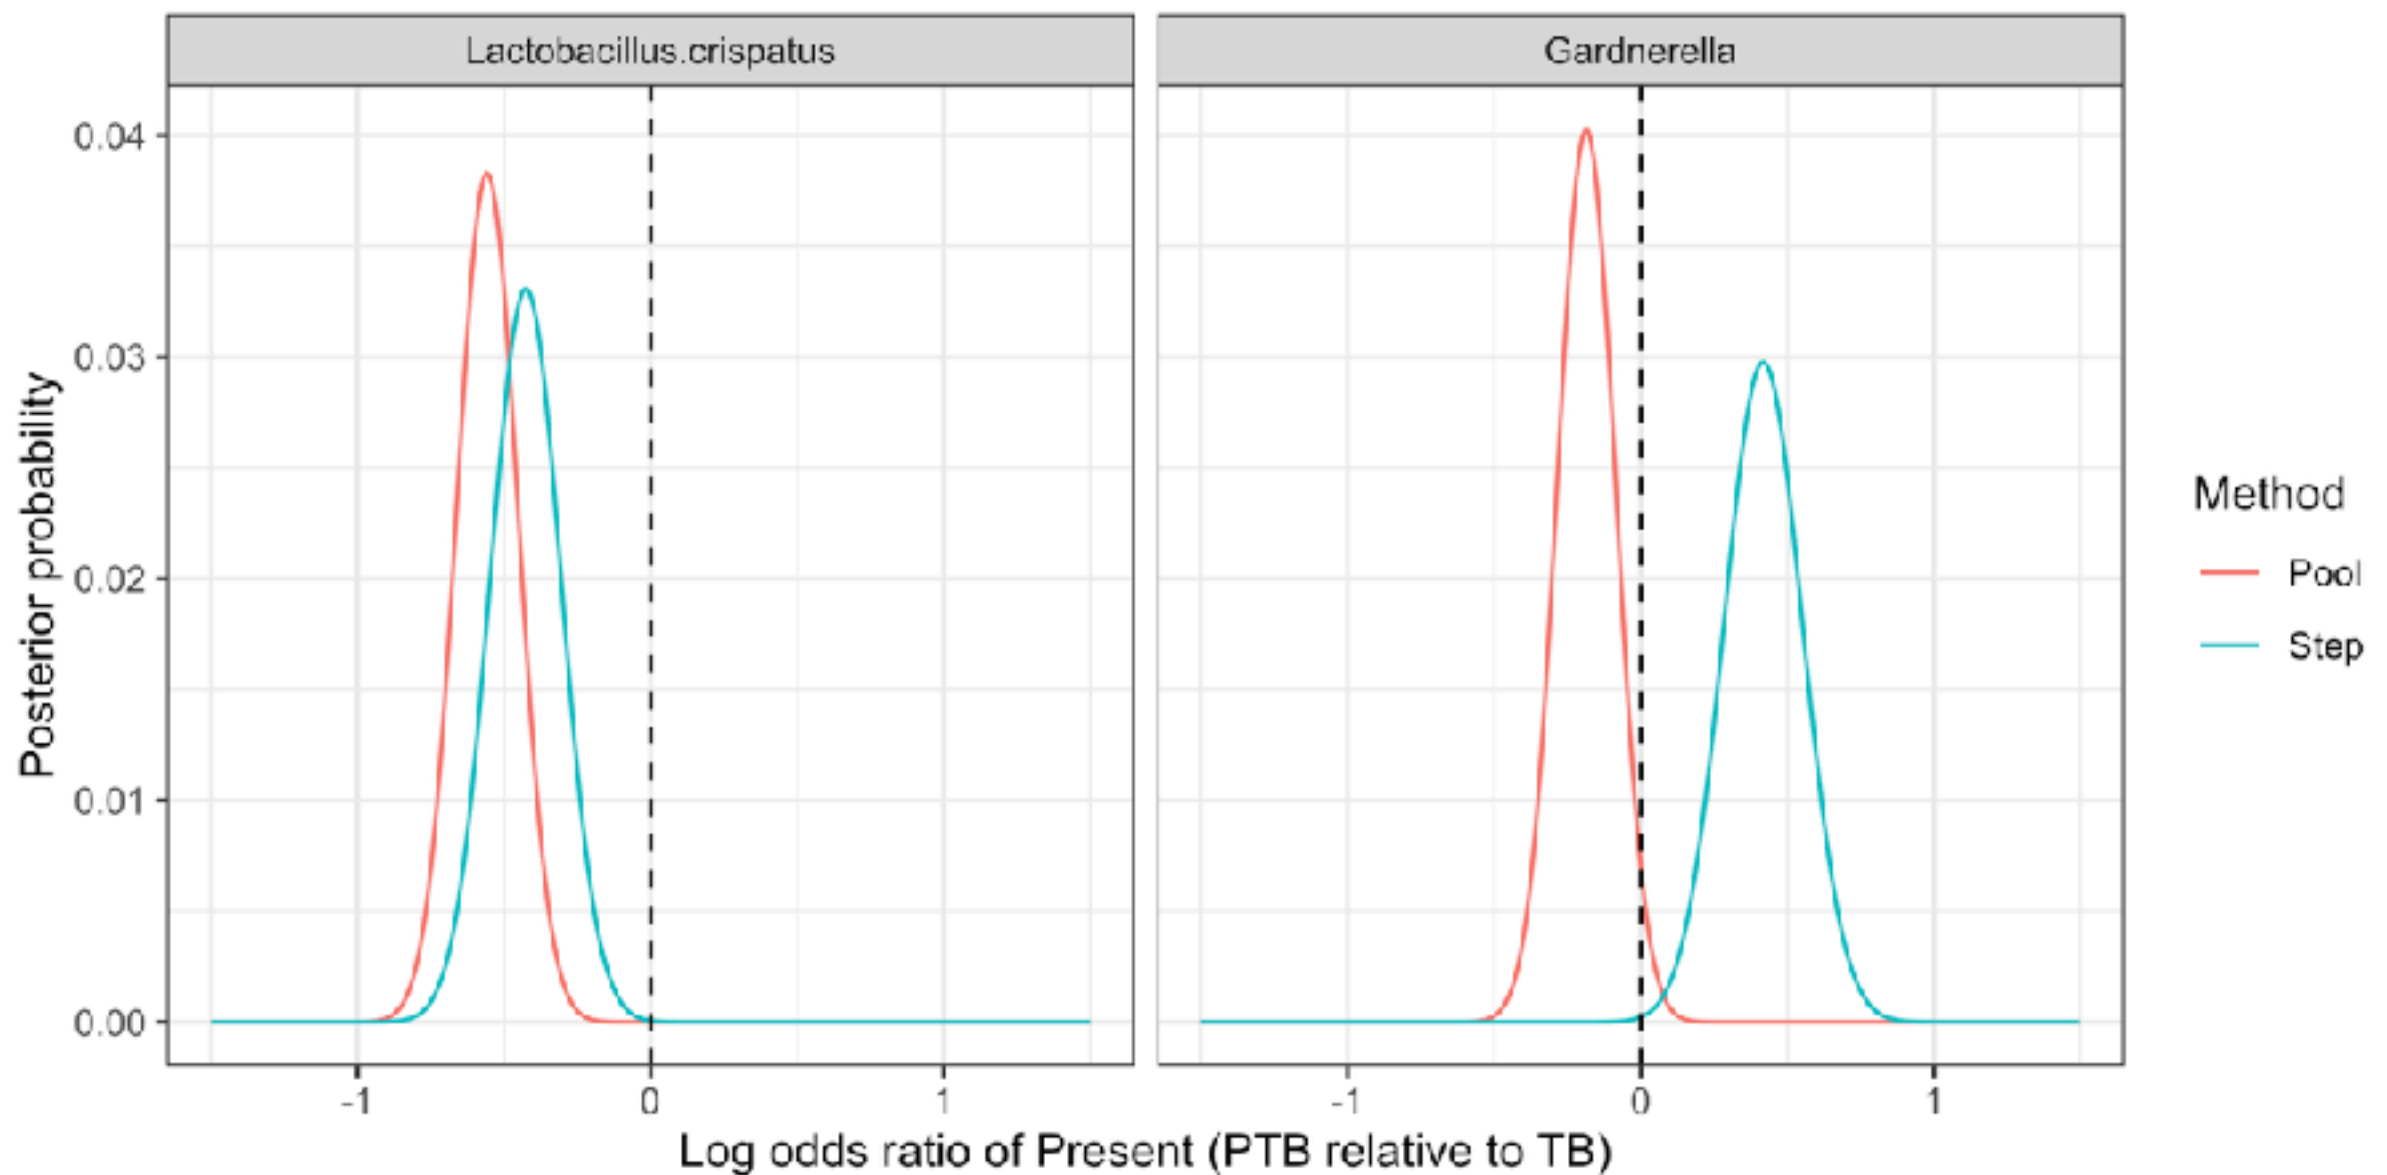 Lactobacillus.crispatus
Gardnerella
0.04
0.03
0.02
0.01
0.00
Posterior probability
-1 0 1
-1 0 1
Log odds ratio of Present (PTB relative to TB)
Method
Pool
Step